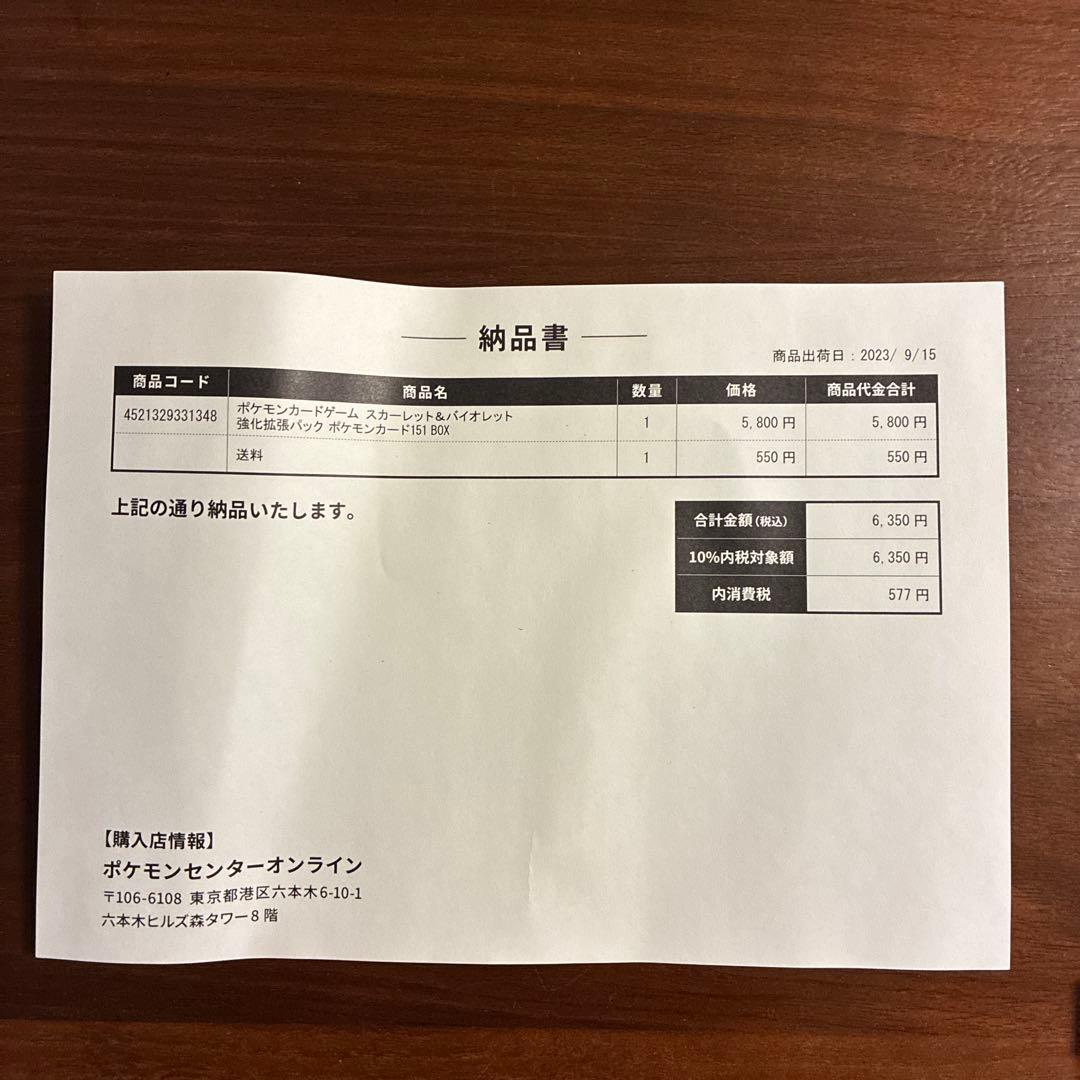 納品書
商品出荷日：2023/ 9/15
商品コード 商品名 数量 価格 商品代金合計
4521329331348 ポケモンカードゲーム スカーレット&バイオレット 1 5,800 円 5,800 円
強化拡張パック ポケモンカード151 BOX
送料 1 550 円 550 円
上記の通り納品いたします。
合計金額(税込) 6,350 円
10%内税対象額 6,350 円
内消費税 577 円
【購入店情報】
ポケモンセンターオンライン
〒106-6108 東京都港区六本木6-10-1
六本木ヒルズ森タワー8 階